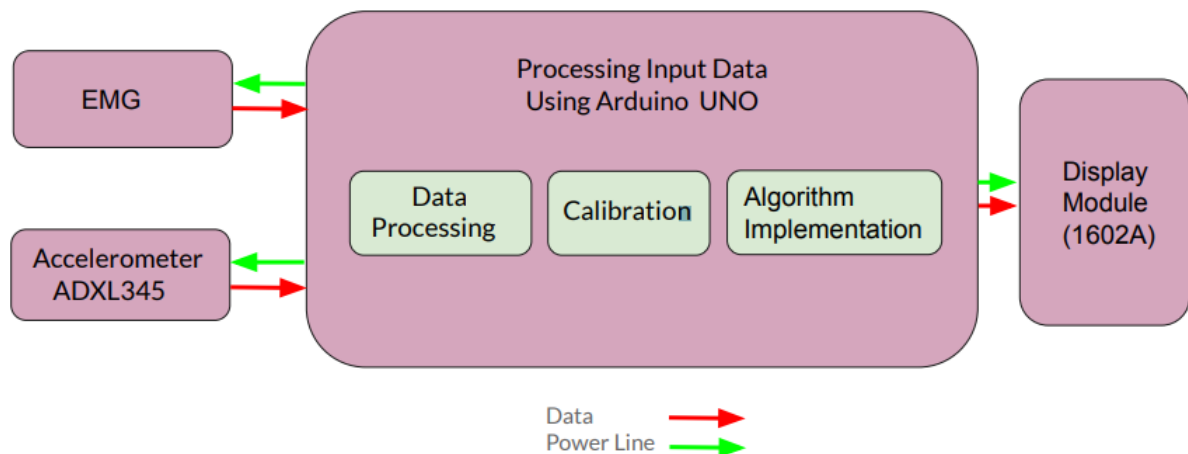 EMG
Accelerometer
ADXL345
Processing Input Data
Using Arduino UNO
Data
Processing
Calibration
Algorithm
Implementation
Display
Module
(1602A)
Data
Power Line